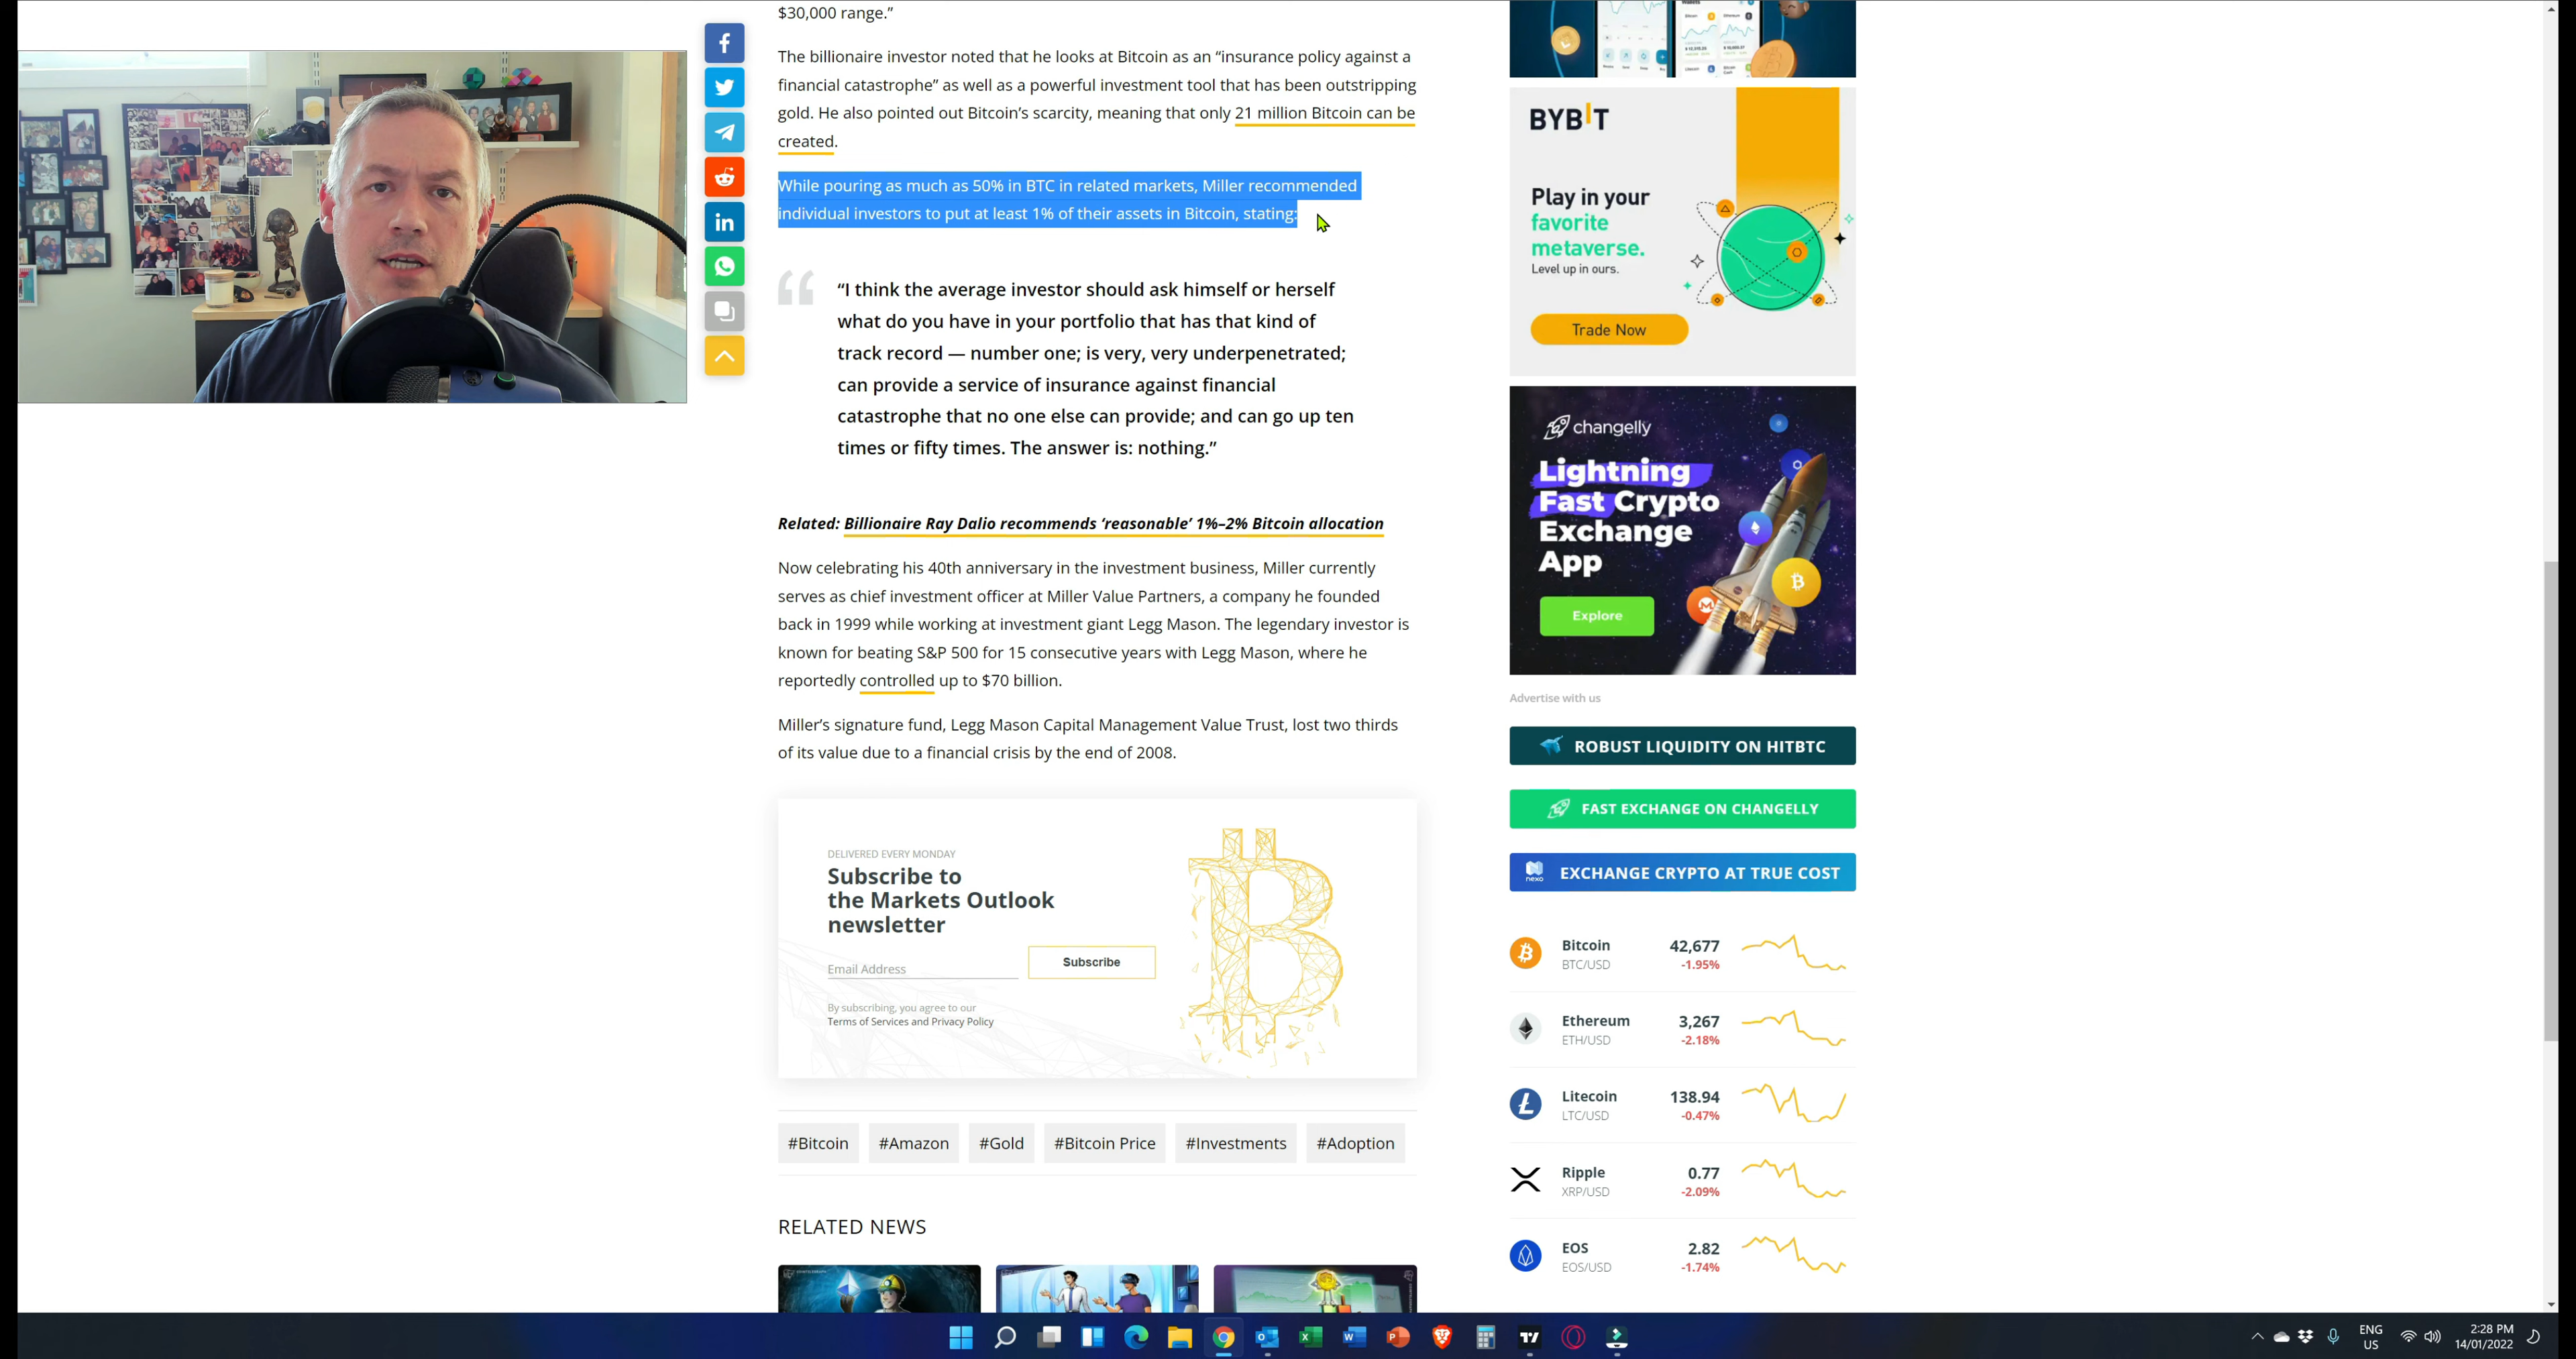 $30,000 range.”
The billionaire investor noted that he looks at Bitcoin as an “insurance policy against a
financial catastrophe” as well as a powerful investment tool that has been outstripping
gold. He also pointed out Bitcoin’s scarcity, meaning that only 21 million Bitcoin can be
created.
While pouring as much as 50% in BTC in related markets, Miller recommended
individual investors to put at least 1% of their assets in Bitcoin, stating:
“I think the average investor should ask himself or herself
what do you have in your portfolio that has that kind of
track record — number one; is very, very underpenetrated;
can provide a service of insurance against financial
catastrophe that no one else can provide; and can go up ten
times or fifty times. The answer is: nothing.”
Related: Billionaire Ray Dalio recommends ‘reasonable’ 1%–2% Bitcoin allocation
Now celebrating his 40th anniversary in the investment business, Miller currently
serves as chief investment officer at Miller Value Partners, a company he founded
back in 1999 while working at investment giant Legg Mason. The legendary investor is
known for beating S&P 500 for 15 consecutive years with Legg Mason, where he
reportedly controlled up to $70 billion.
Miller’s signature fund, Legg Mason Capital Management Value Trust, lost two thirds
of its value due to a financial crisis by the end of 2008.
DELIVERED EVERY MONDAY
Subscribe to
the Markets Outlook
newsletter
Email Address
Subscribe
By subscribing, you agree to our
Terms of Services and Privacy Policy
#Bitcoin #Amazon #Gold #Bitcoin Price #Investments #Adoption
RELATED NEWS
BYBIT
Play in your
favorite
metaverse.
Level up in ours.
Trade Now
changelly
Lightning
Fast Crypto
Exchange
App
Explore
Advertise with us
ROBUST LIQUIDITY ON HITBTC
FAST EXCHANGE ON CHANGELLY
nexo EXCHANGE CRYPTO AT TRUE COST
Bitcoin 42,677
BTC/USD -1.95%
Ethereum 3,267
ETH/USD -2.18%
Litecoin 138.94
LTC/USD -0.47%
Ripple 0.77
XRP/USD -2.09%
EOS 2.82
EOS/USD -1.74%
ENG 2:28 PM
US 14/01/2022